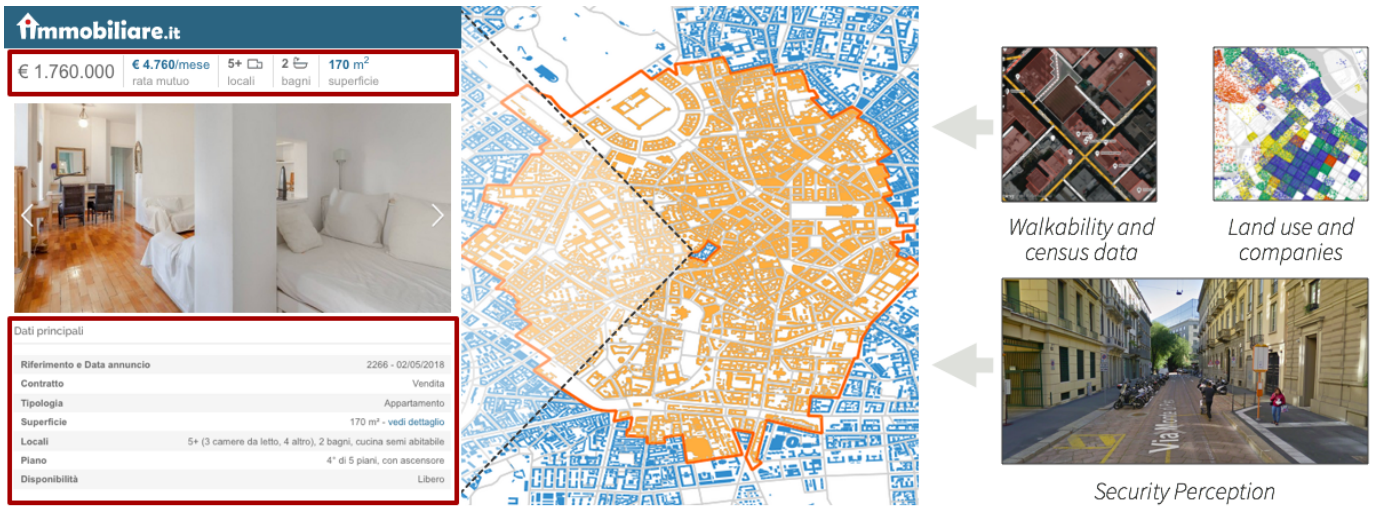 immobiliare.it
€ 1.760.000
€ 4.760/mese
rata mutuo
5+
locali
2
bagni
170 m²
superficie
Dati principali
Riferimento e Data annuncio 2266 - 02/05/2018
Contratto Vendita
Tipologia Appartamento
Superficie 170 m² - vedi dettaglio
Locali 5+ (3 camere da letto, 4 altro), 2 bagni, cucina semi abitabile
Piano 4° di 5 piani, con ascensore
Disponibilità Libero
Walkability and
census data
Land use and
companies
Via Mo
Security Perception